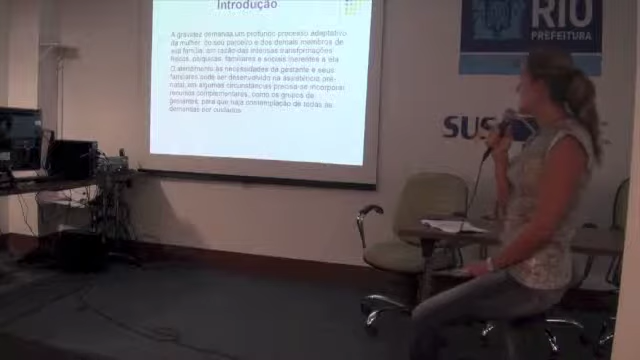 Introdução
A gravidez demanda um profundo processo adaptativo
da mulher, do seu parceiro e dos demais membros de
sua família, em razão das intensas transformações
físicas, psíquicas, familiares e sociais inerentes a ela
O atendimento às necessidades da gestante e seus
familiares pode ser desenvolvido na assistência pré-
natal, em algumas circunstâncias precisa-se incorporar
recursos complementares, como os grupos de
gestantes, para que haja contemplação de todas as
demandas por cuidados.
RIO
PREFEITURA
SUS